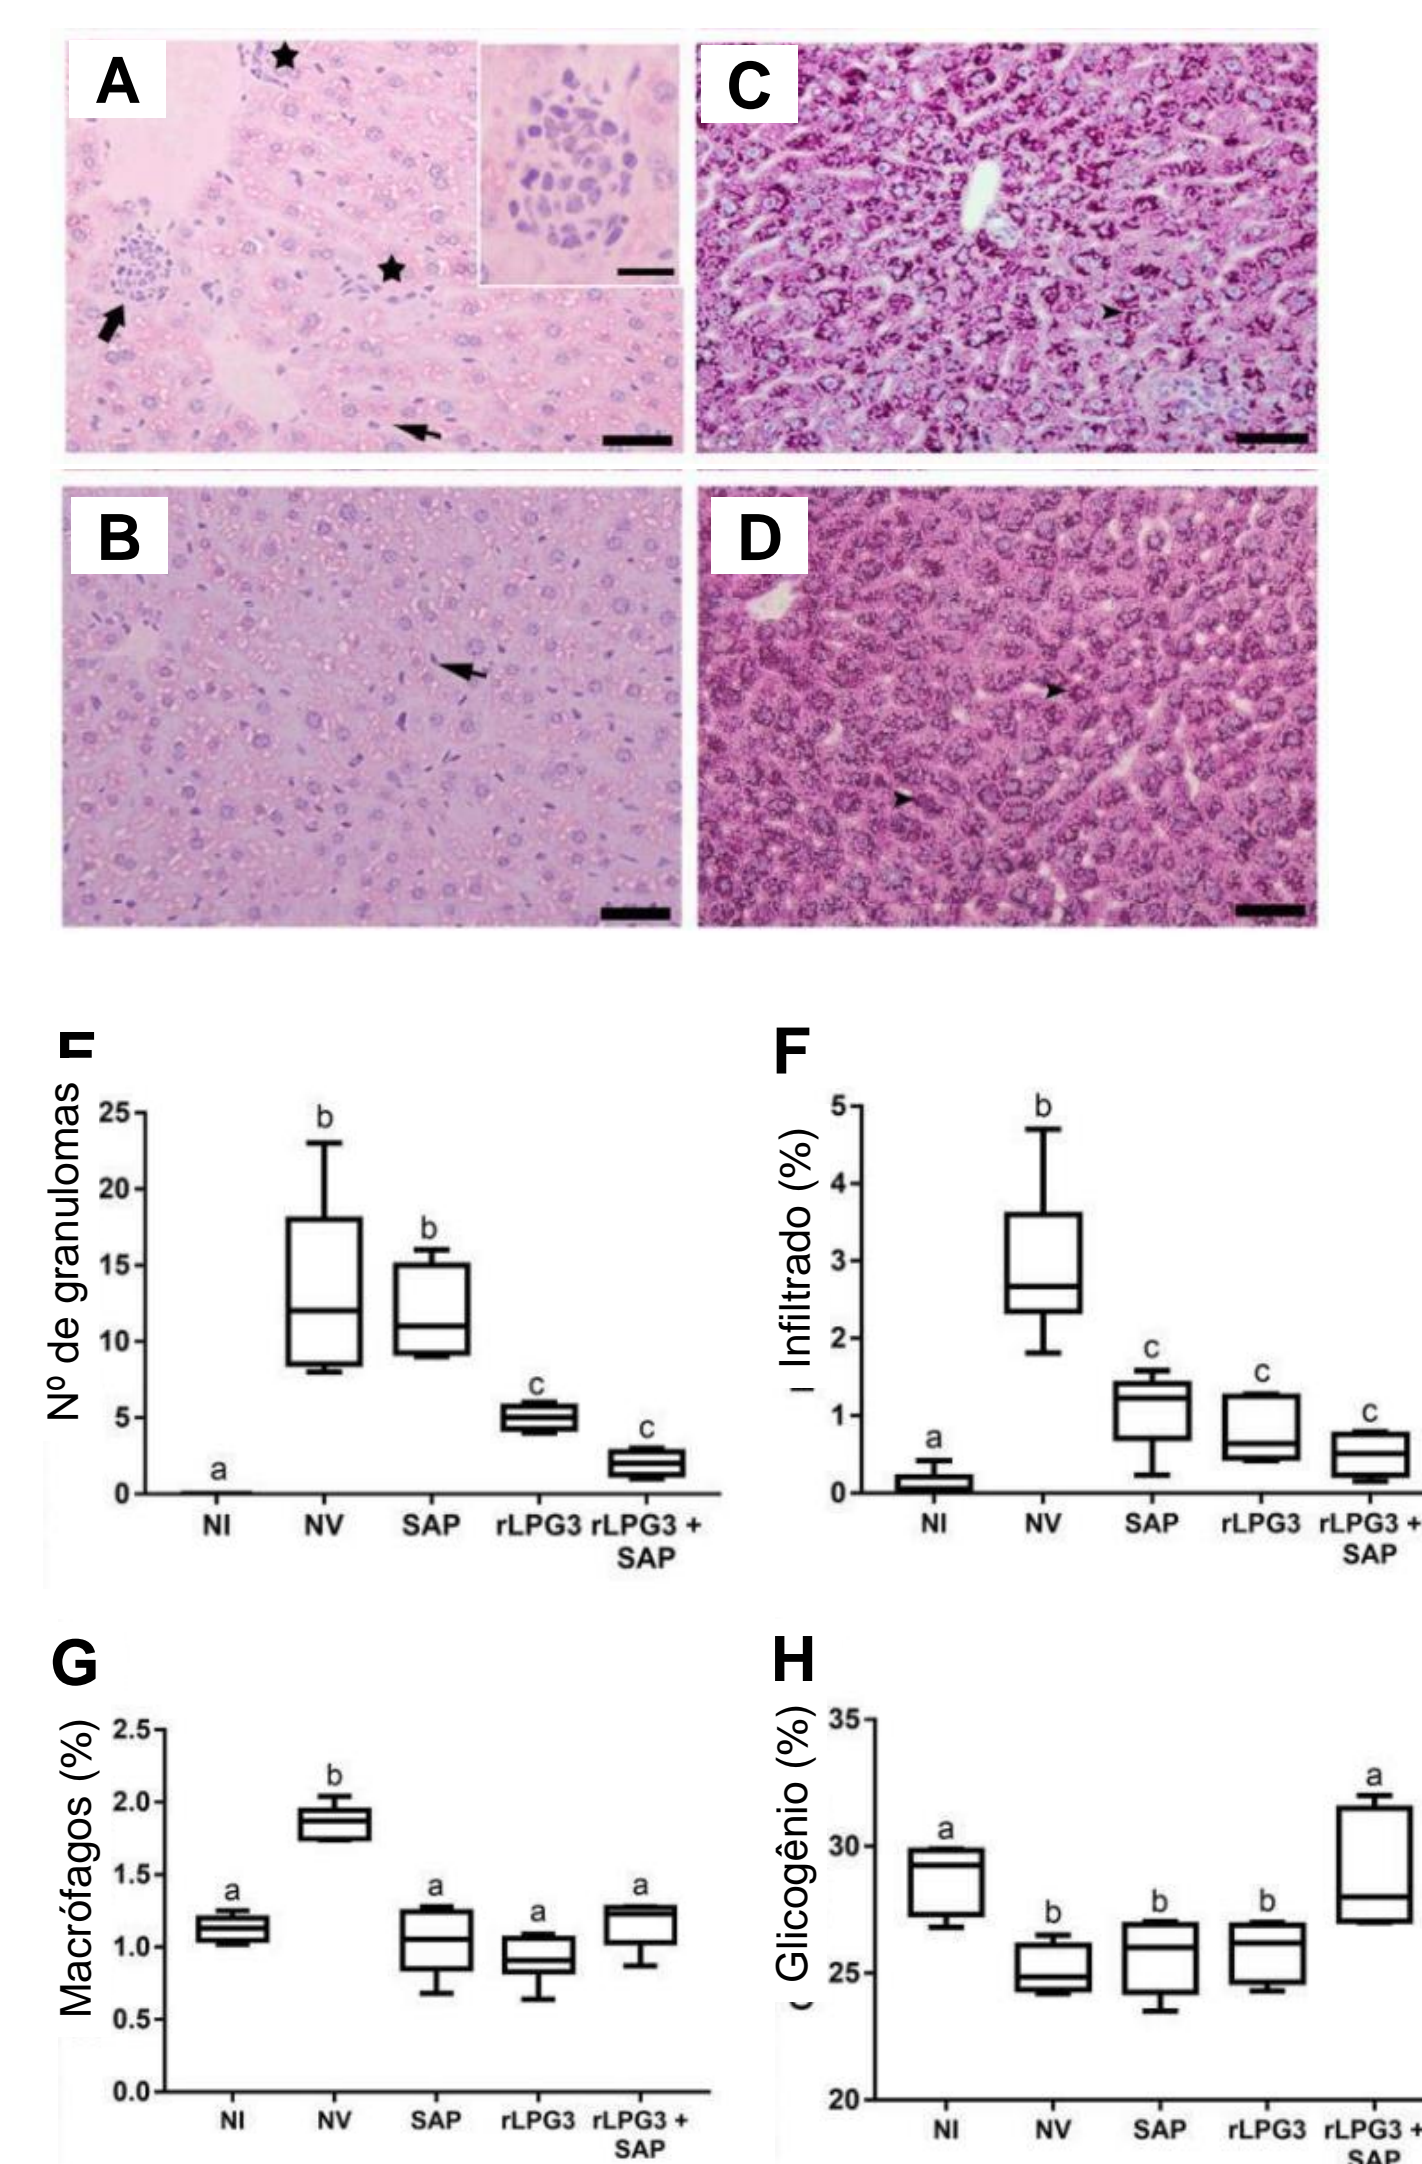 A
C
B
D
E
F
Nº de granulomas
25
20
15
10
5
0
a
b
b
c
c
NI
NV
SAP
rLPG3
rLPG3 +
SAP
Infiltrado (%)
5
4
3
2
1
0
a
b
c
c
c
NI
NV
SAP
rLPG3
rLPG3 +
SAP
G
H
Macrófagos (%)
2.5
2.0
1.5
1.0
0.5
0.0
a
b
a
a
a
NI
NV
SAP
rLPG3
rLPG3 +
SAP
Glicogênio (%)
35
30
25
20
a
b
b
b
a
NI
NV
SAP
rLPG3
rLPG3 +
SAP